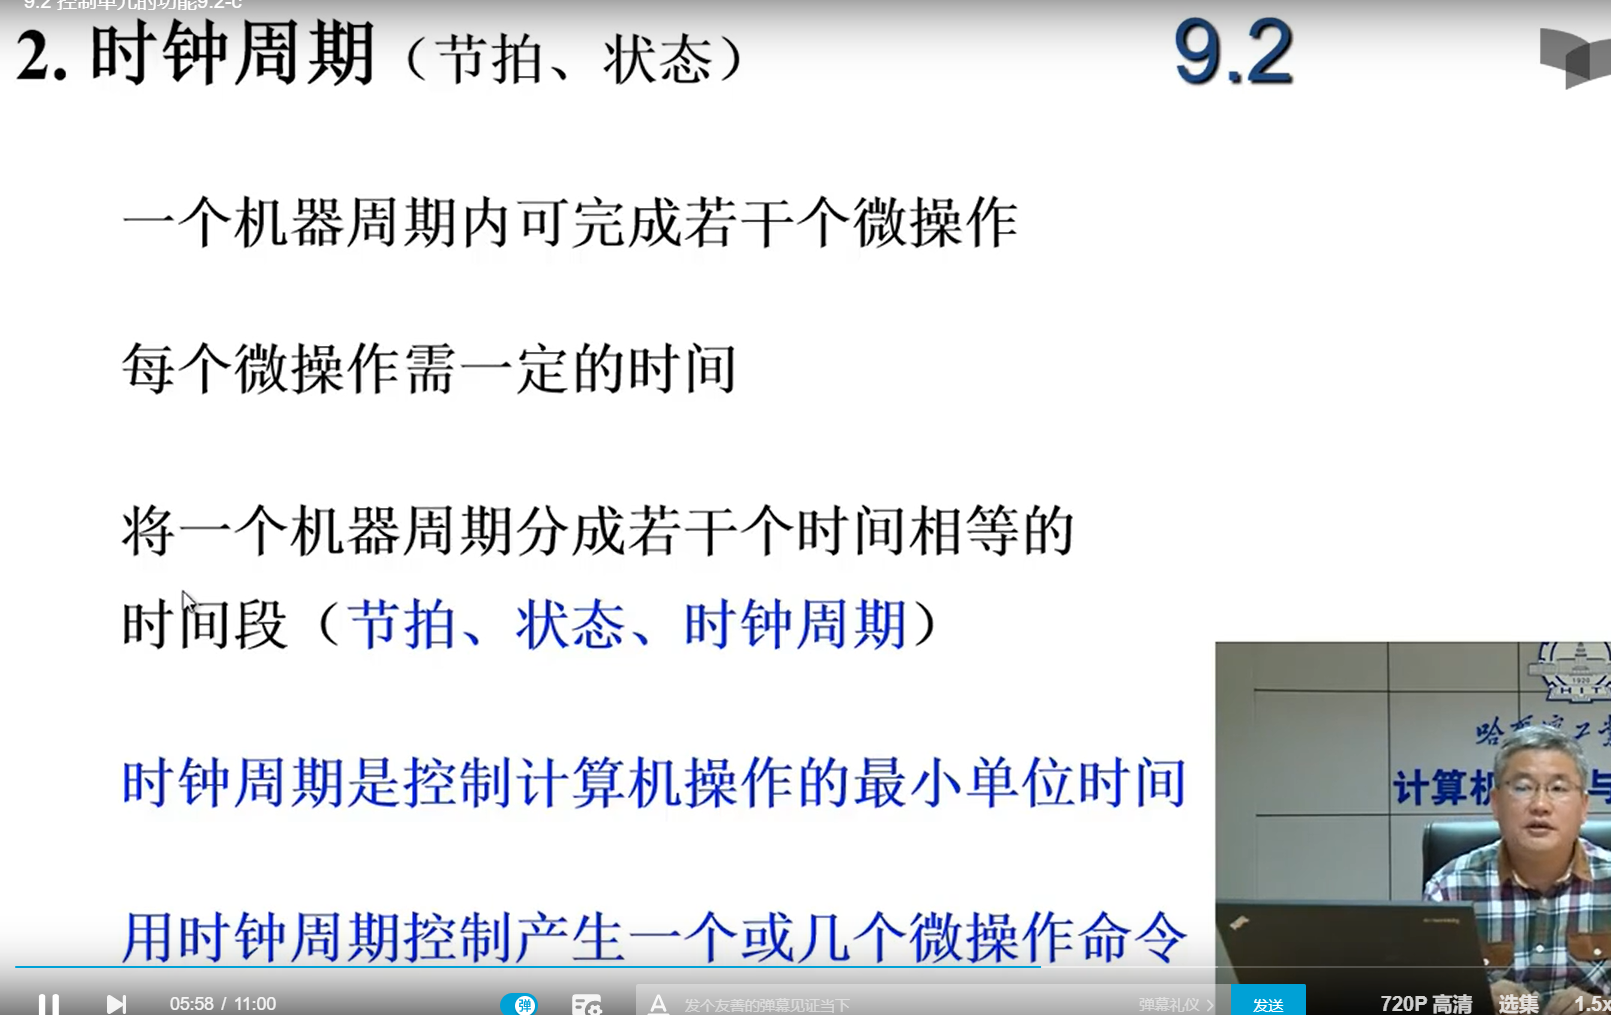 9.2 控制单元的功能9.2-c
2. 时钟周期（节拍、状态）
9.2
一个机器周期内可完成若干个微操作
每个微操作需一定的时间
将一个机器周期分成若干个时间相等的
时间段（节拍、状态、时钟周期）
时钟周期是控制计算机操作的最小单位时间
用时钟周期控制产生一个或几个微操作命令
1920
HIT
哈尔滨工业
计算机
与
05:58 / 11:00
弹
A
发个友善的弹幕见证当下
弹幕礼仪
发送
720P 高清
选集
1.5x